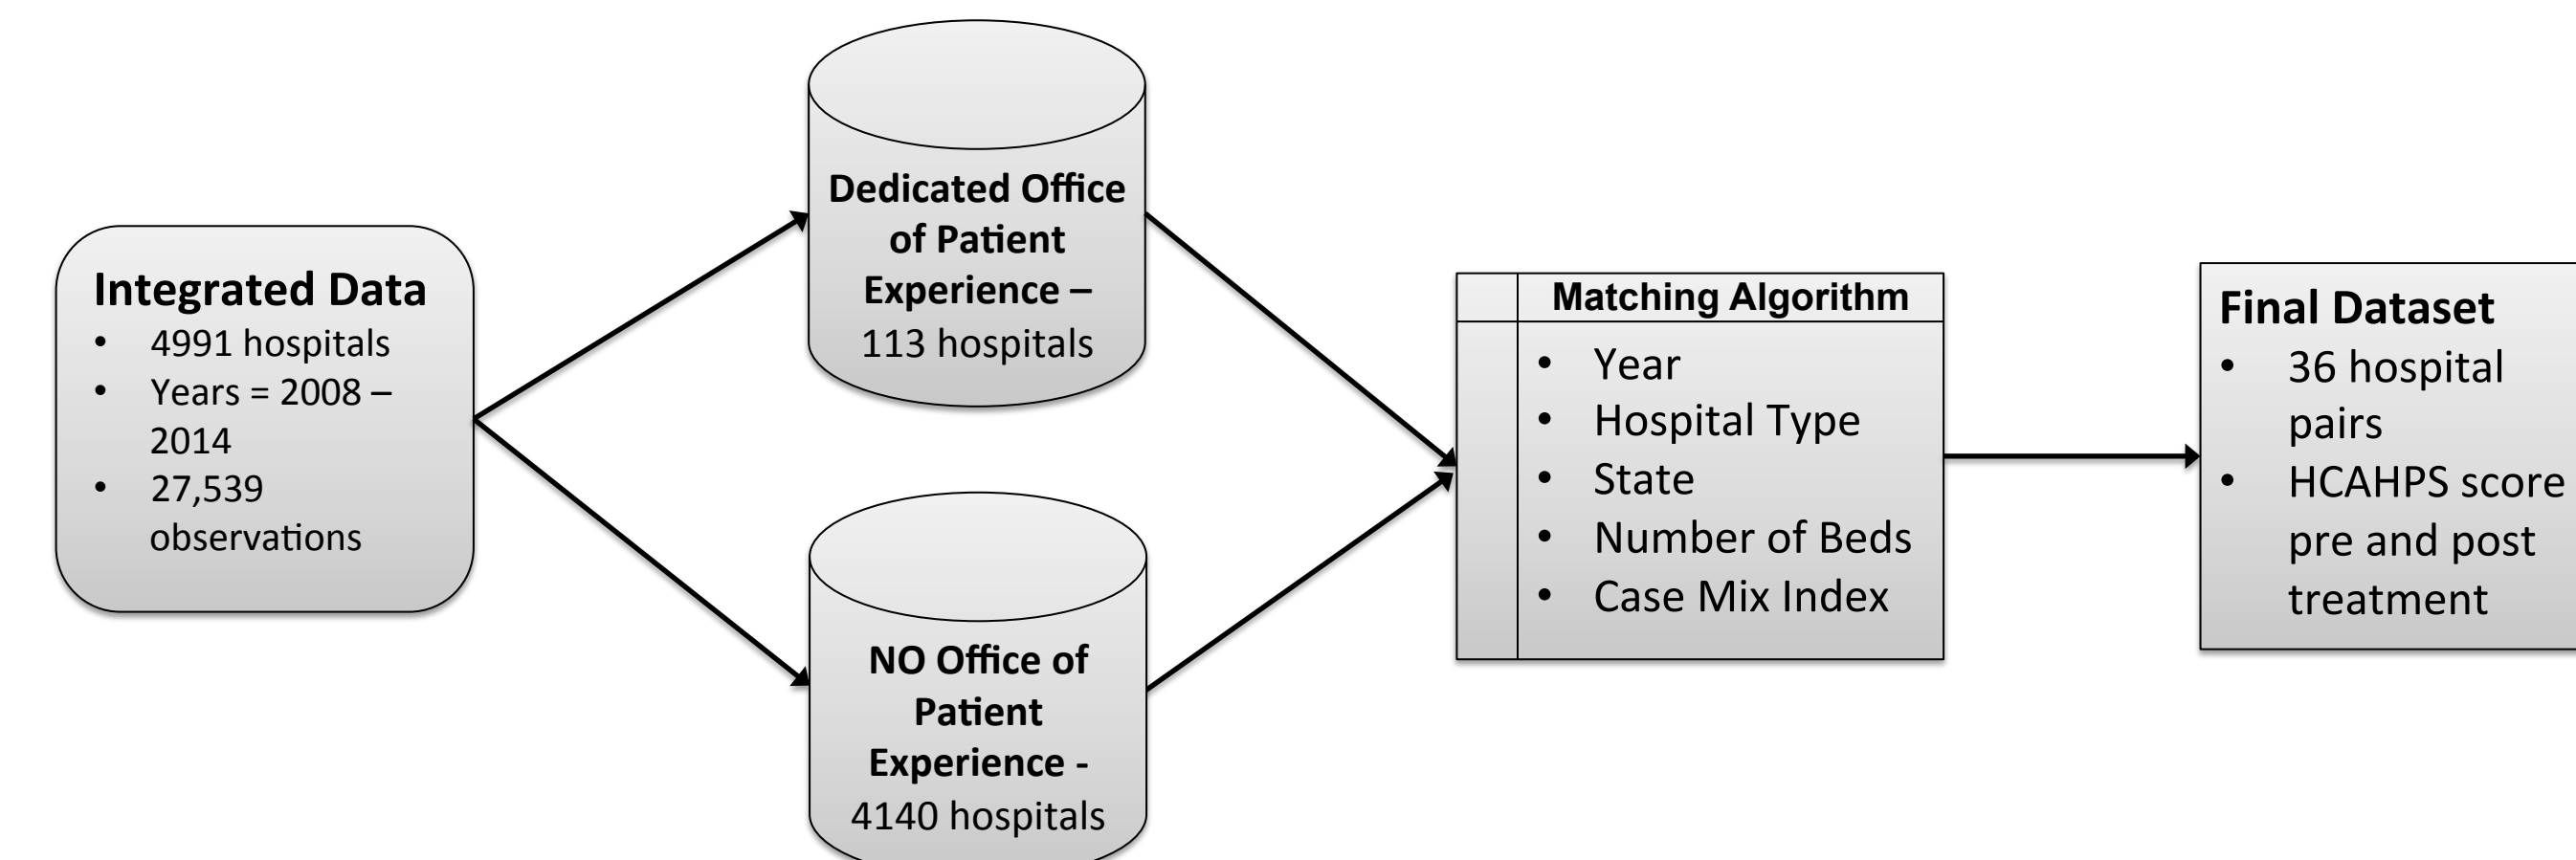 Integrated Data
• 4991 hospitals
• Years = 2008 –
2014
• 27,539
observations
Dedicated Office
of Patient
Experience –
113 hospitals
NO Office of
Patient
Experience -
4140 hospitals
Matching Algorithm
• Year
• Hospital Type
• State
• Number of Beds
• Case Mix Index
Final Dataset
• 36 hospital
pairs
• HCAHPS score
pre and post
treatment